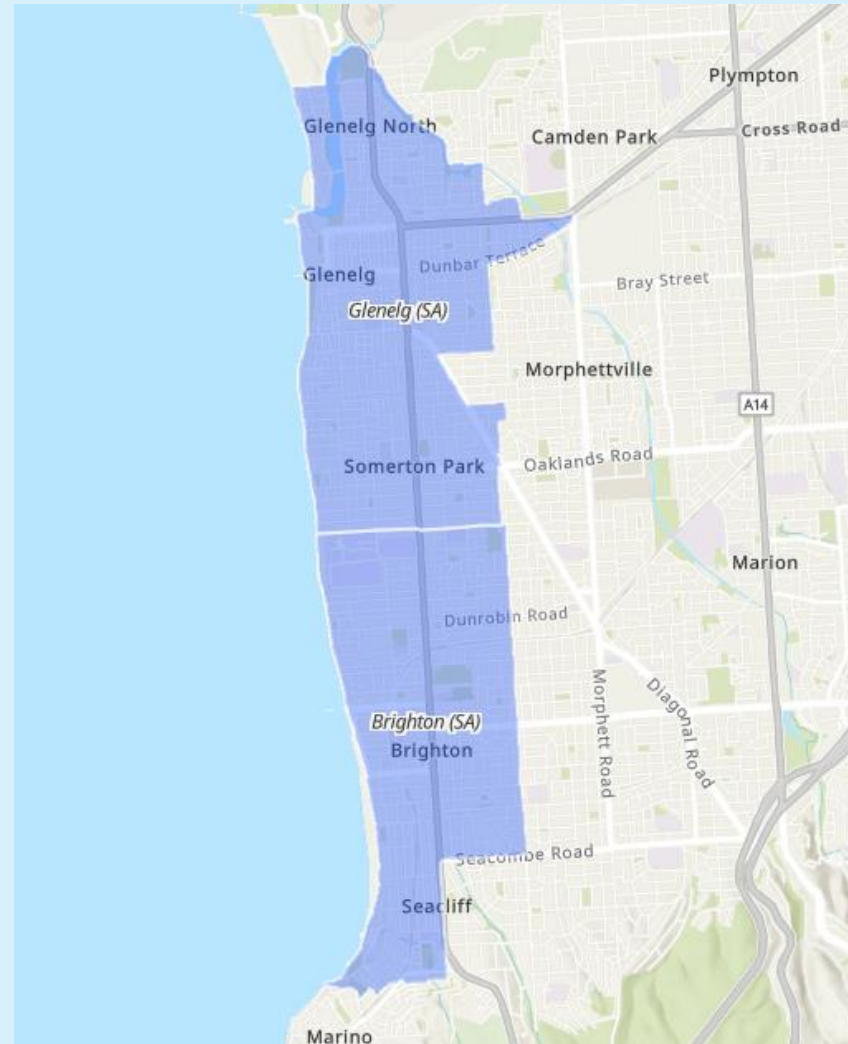 Plympton
Glenelg North
Camden Park
Cross Road
Dunbar Terrace
Glenelg
Bray Street
Glenelg (SA)
Morphettville
A14
Somerton Park
Oaklands Road
Marion
Dunrobin Road
Morphett Road
Diagonal Road
Brighton (SA)
Brighton
Seacombe Road
Seacliff
Marino